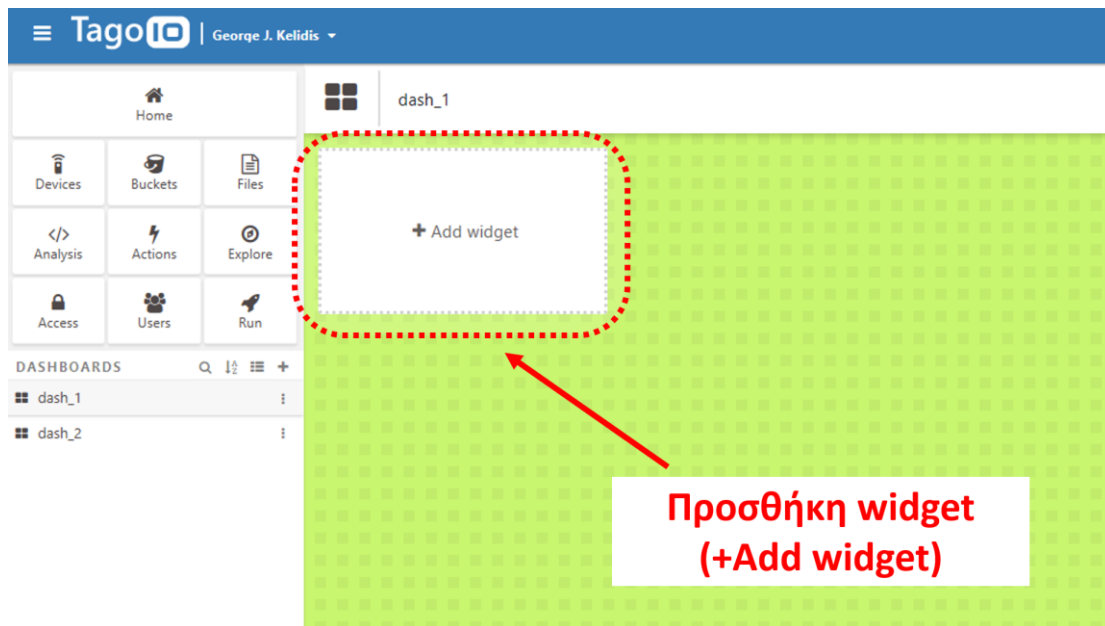 TagoIO | George J. Kelidis
Home
dash_1
Devices Buckets Files
+ Add widget
</> Analysis Actions Explore
Access Users Run
DASHBOARDS
dash_1
dash_2
Προσθήκη widget
(+Add widget)